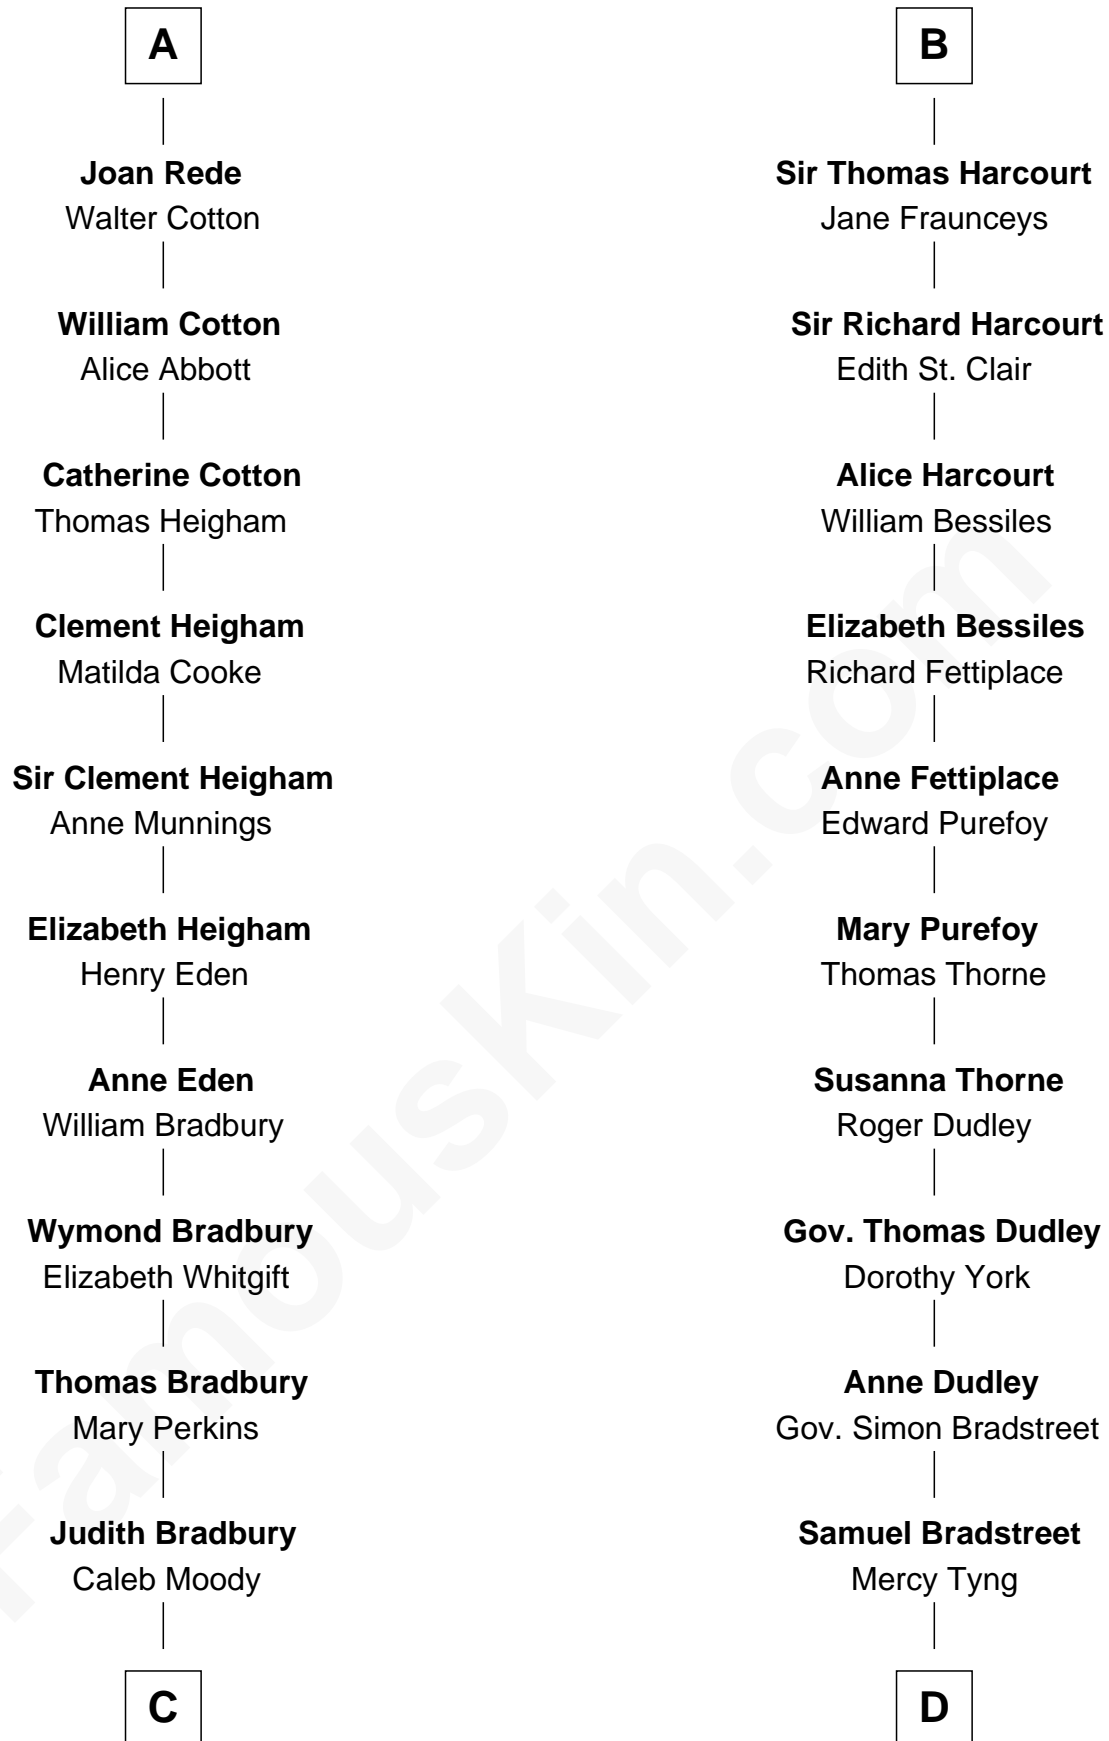 A
Joan Rede
Walter Cotton
William Cotton
Alice Abbott
Catherine Cotton
Thomas Heigham
Clement Heigham
Matilda Cooke
Sir Clement Heigham
Anne Munnings
Elizabeth Heigham
Henry Eden
Anne Eden
William Bradbury
Wymond Bradbury
Elizabeth Whitgift
Thomas Bradbury
Mary Perkins
Judith Bradbury
Caleb Moody
C
B
Sir Thomas Harcourt
Jane Fraunceys
Sir Richard Harcourt
Edith St. Clair
Alice Harcourt
William Bessiles
Elizabeth Bessiles
Richard Fettiplace
Anne Fettiplace
Edward Purefoy
Mary Purefoy
Thomas Thorne
Susanna Thorne
Roger Dudley
Gov. Thomas Dudley
Dorothy York
Anne Dudley
Gov. Simon Bradstreet
Samuel Bradstreet
Mercy Tyng
D
FamousKin.com